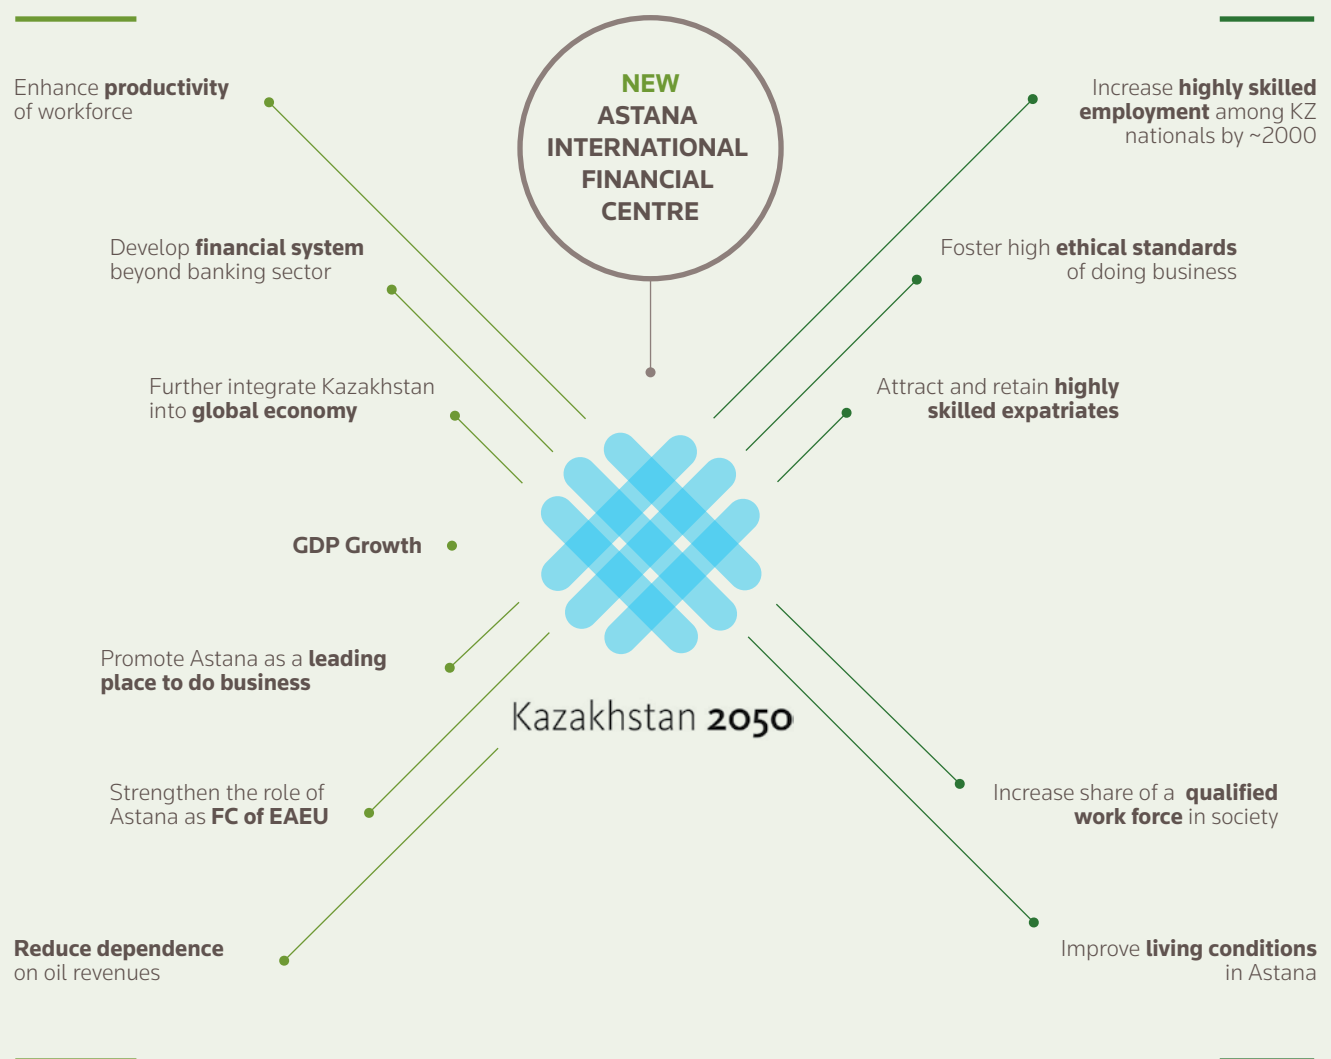 NEW
ASTANA
INTERNATIONAL
FINANCIAL
CENTRE
Enhance productivity
of workforce
Develop financial system
beyond banking sector
Further integrate Kazakhstan
into global economy
GDP Growth
Promote Astana as a leading
place to do business
Strengthen the role of
Astana as FC of EAEU
Reduce dependence
on oil revenues
Kazakhstan 2050
Increase highly skilled
employment among KZ
nationals by ~2000
Foster high ethical standards
of doing business
Attract and retain highly
skilled expatriates
Increase share of a qualified
work force in society
Improve living conditions
in Astana